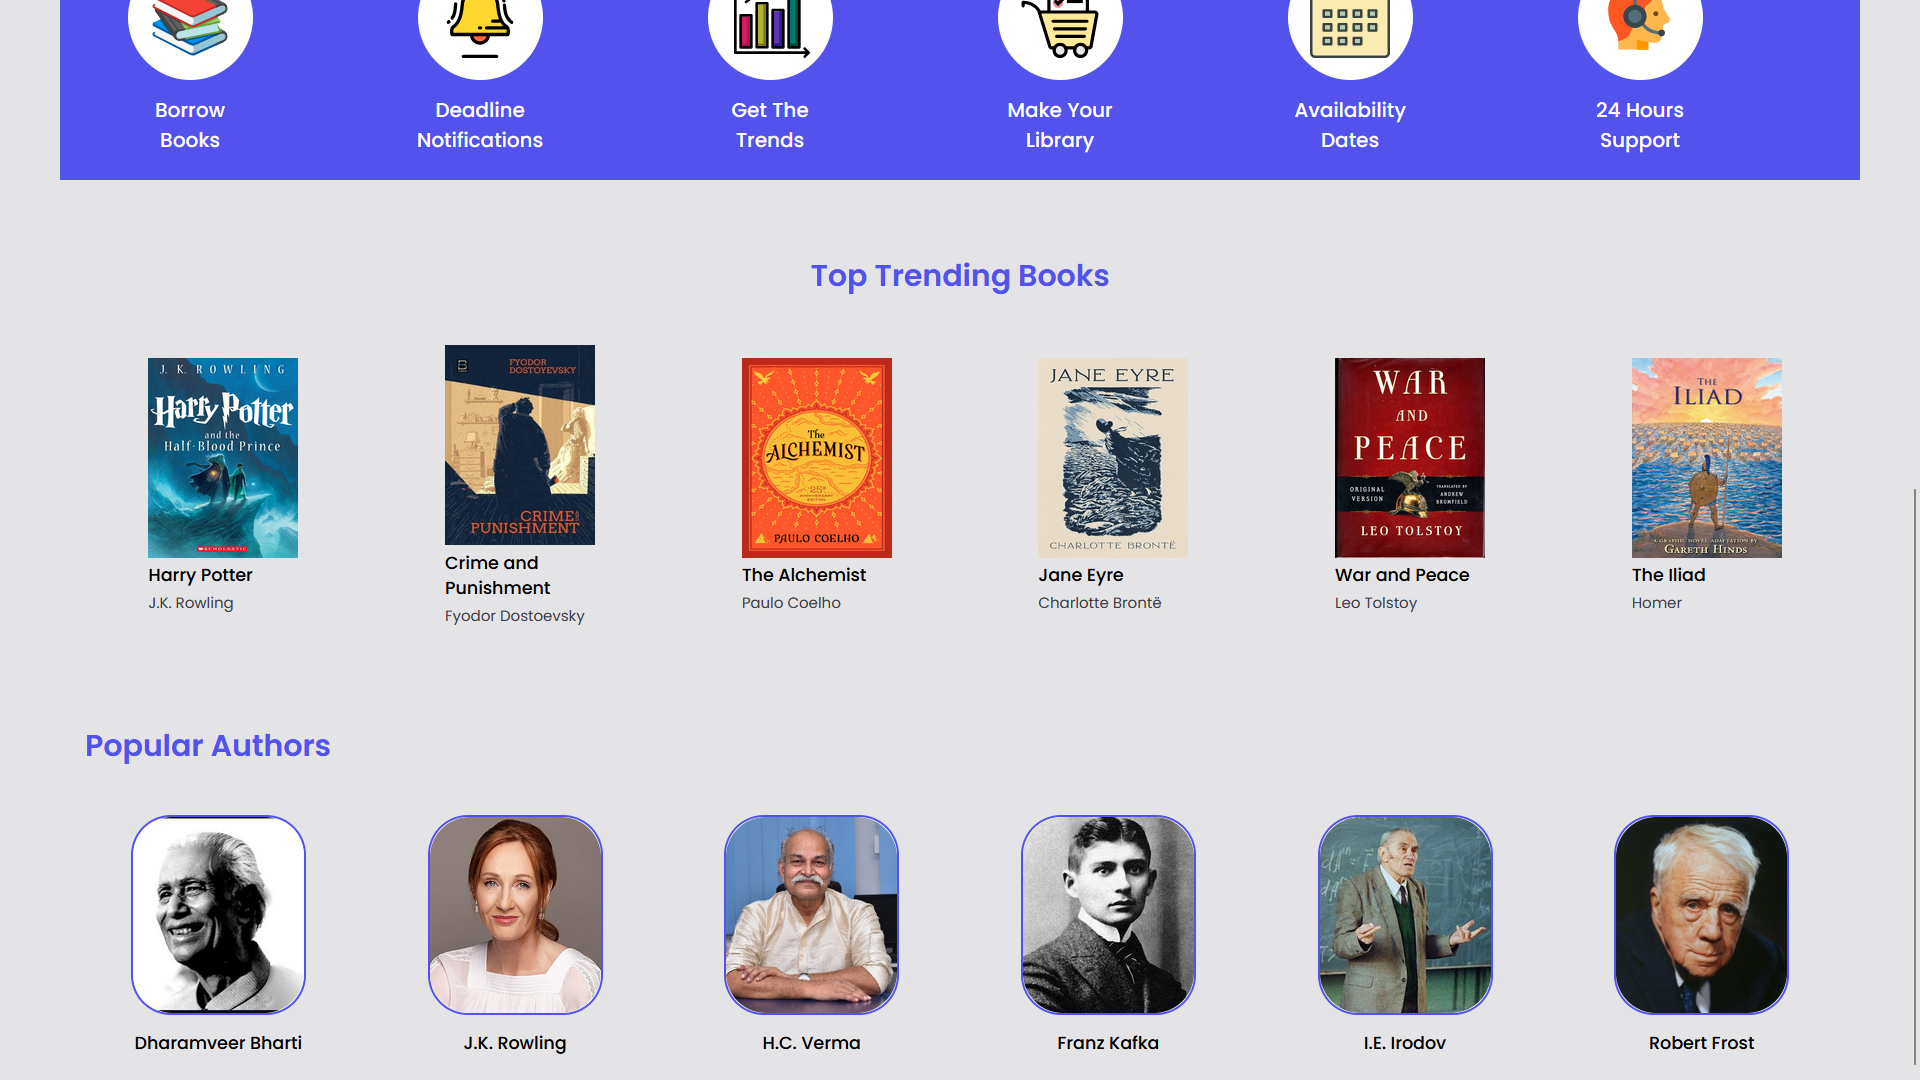 Borrow
Books
Deadline
Notifications
Get The
Trends
Make Your
Library
Availability
Dates
24 Hours
Support
Top Trending Books
J. K. ROWLING
Harry Potter
and the
Half-Blood Prince
SCHOLASTIC
Harry Potter
J.K. Rowling
FYODOR
DOSTOYEVSKY
CRIME
PUNISHMENT
Crime and
Punishment
Fyodor Dostoevsky
The
ALCHEMIST
25
ANNIVERSARY
EDITION
PAULO COELHO
The Alchemist
Paulo Coelho
JANE EYRE
CHARLOTTE BRONTË
Jane Eyre
Charlotte Brontë
WAR
AND
PEACE
ORIGINAL
VERSION
TRANSLATED BY
ANDREW
BROMFIELD
LEO TOLSTOY
War and Peace
Leo Tolstoy
THE
ILIAD
A GRAPHIC NOVEL ADAPTATION BY
GARETH HINDS
The Iliad
Homer
Popular Authors
Dharamveer Bharti
J.K. Rowling
H.C. Verma
Franz Kafka
I.E. Irodov
Robert Frost